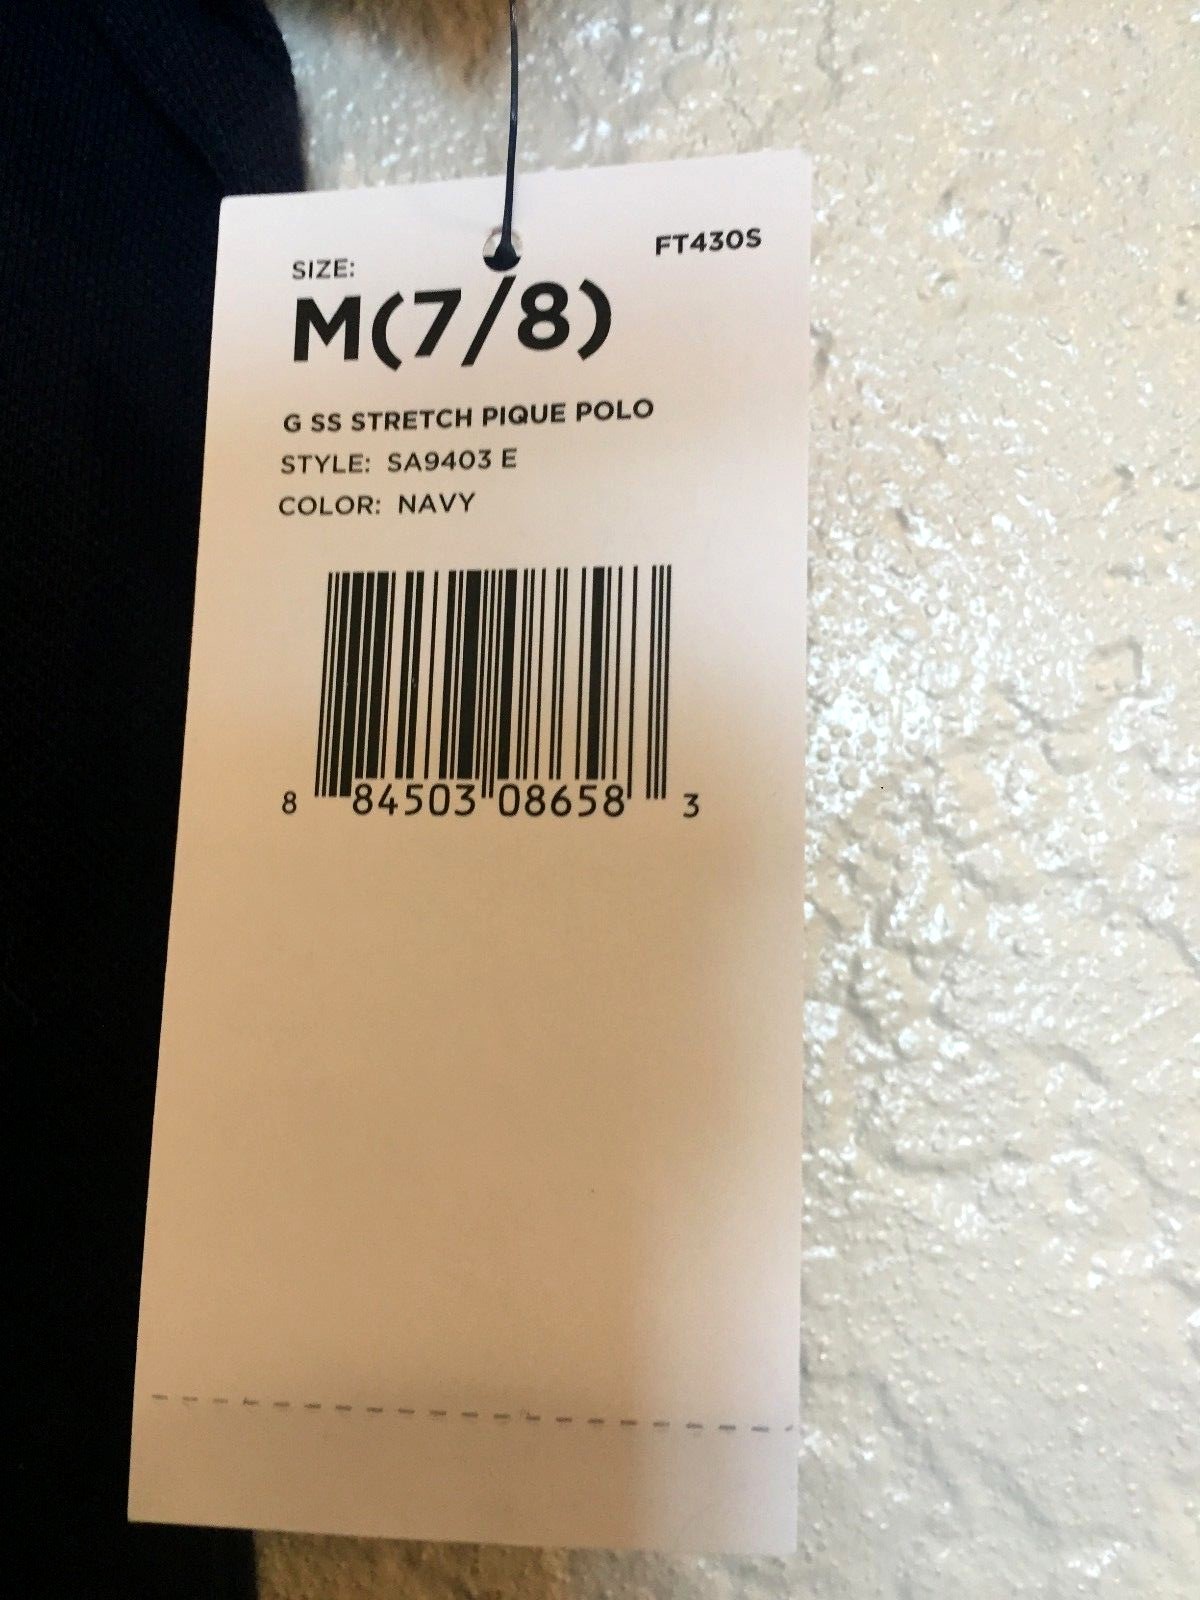 FT430S
SIZE:
M(7/8)
G SS STRETCH PIQUE POLO
STYLE: SA9403 E
COLOR: NAVY
8 84503 08658 3